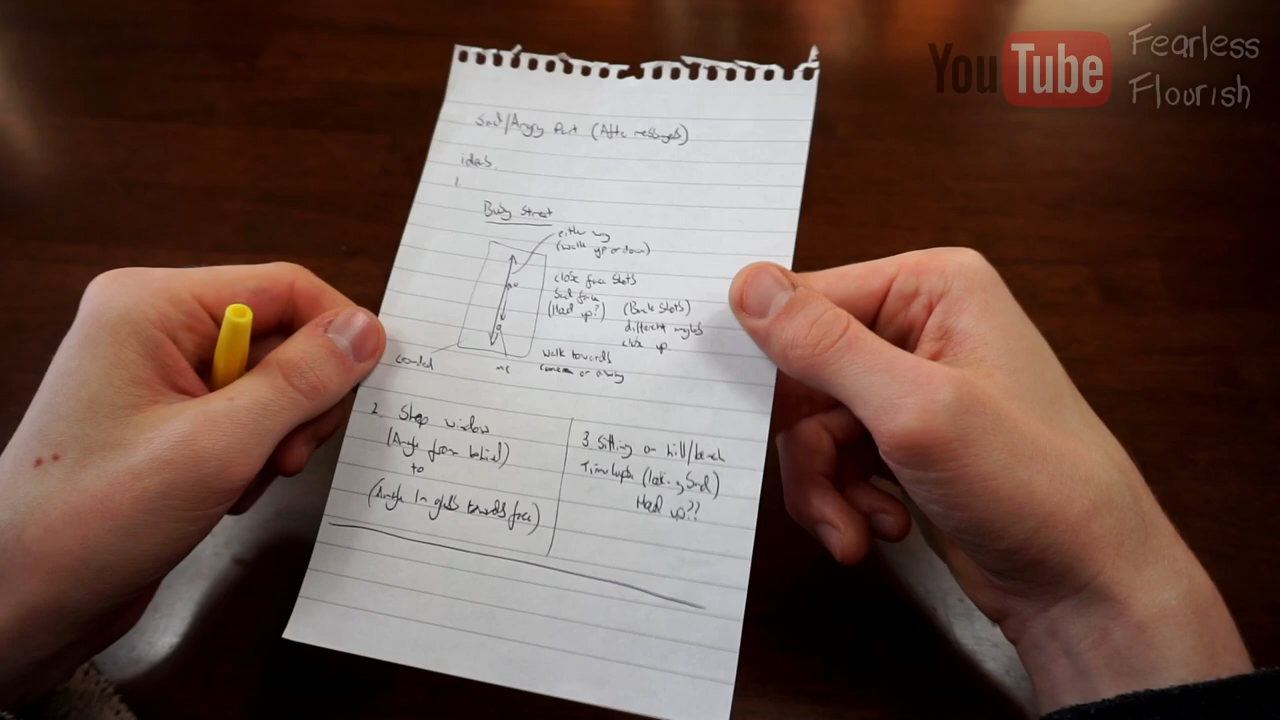 YouTube
Fearless
Flourish
Sad/Angry Part (After messages)
ideas
1.
Busy Street
either way
(walk up or down)
close face shots
sad face
(Hood up?)
(Back shots)
different angles
close up.
crowded
me
walk towards
camera or away
2. Shop window
(Angle from behind)
to
(Angle in glass towards face)
3 Sitting on hill/bench
Timelapse (looking sad)
Hood up??